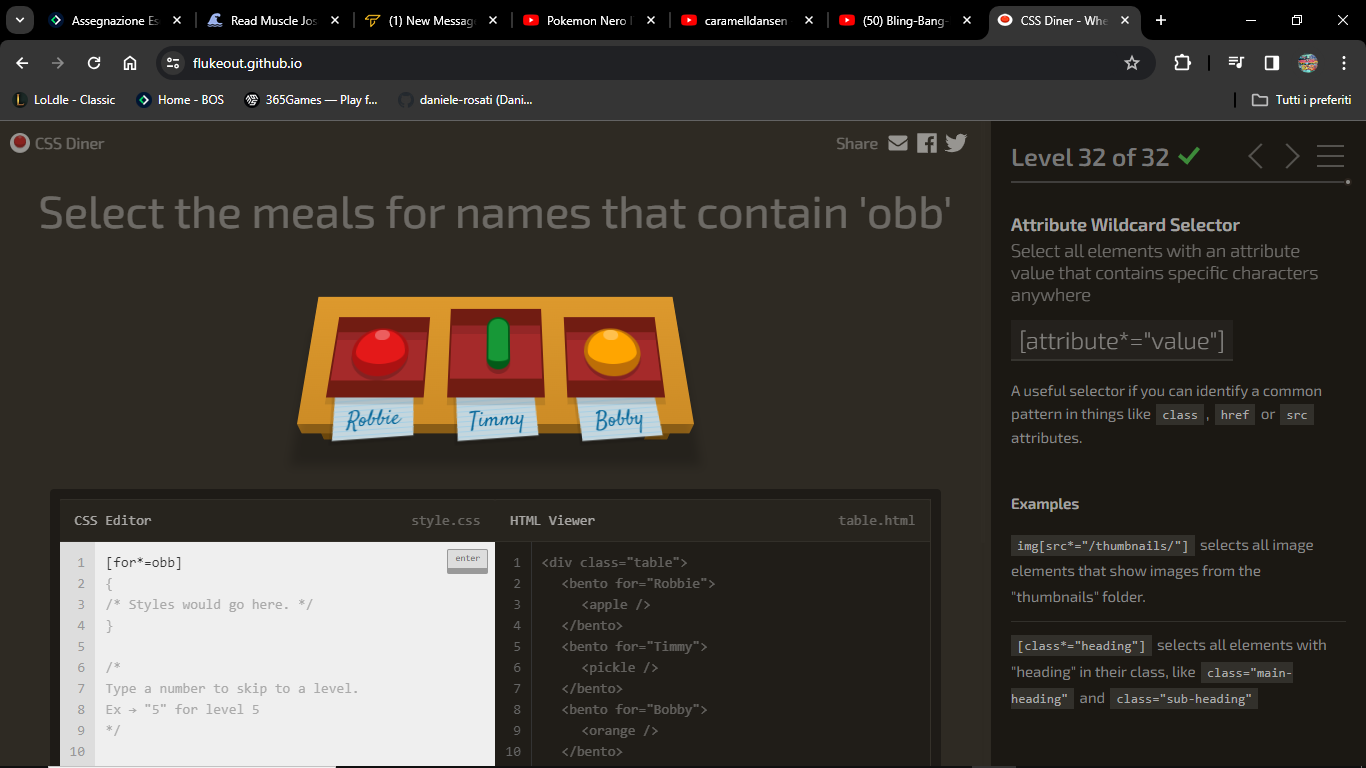 Assegnazione Es
Read Muscle Jos
(1) New Message
Pokemon Nero
caramelldansen
(50) Bling-Bang-
CSS Diner - Whe
flukeout.github.io
LoLdle - Classic
Home - BOS
365Games — Play f...
daniele-rosati (Dani...
Tutti i preferiti
CSS Diner
Share
Select the meals for names that contain 'obb'
Robbie
Timmy
Bobby
CSS Editor
style.css
HTML Viewer
table.html
enter
1 [for*=obb]
2 {
3 /* Styles would go here. */
4 }
5
6 /*
7 Type a number to skip to a level.
8 Ex → "5" for level 5
9 */
10
1 <div class="table">
2 <bento for="Robbie">
3 <apple />
4 </bento>
5 <bento for="Timmy">
6 <pickle />
7 </bento>
8 <bento for="Bobby">
9 <orange />
10 </bento>
Level 32 of 32
Attribute Wildcard Selector
Select all elements with an attribute
value that contains specific characters
anywhere
[attribute*="value"]
A useful selector if you can identify a common
pattern in things like class, href or src
attributes.
Examples
img[src*="/thumbnails/"] selects all image
elements that show images from the
"thumbnails" folder.
[class*="heading"] selects all elements with
"heading" in their class, like class="main-
heading" and class="sub-heading"